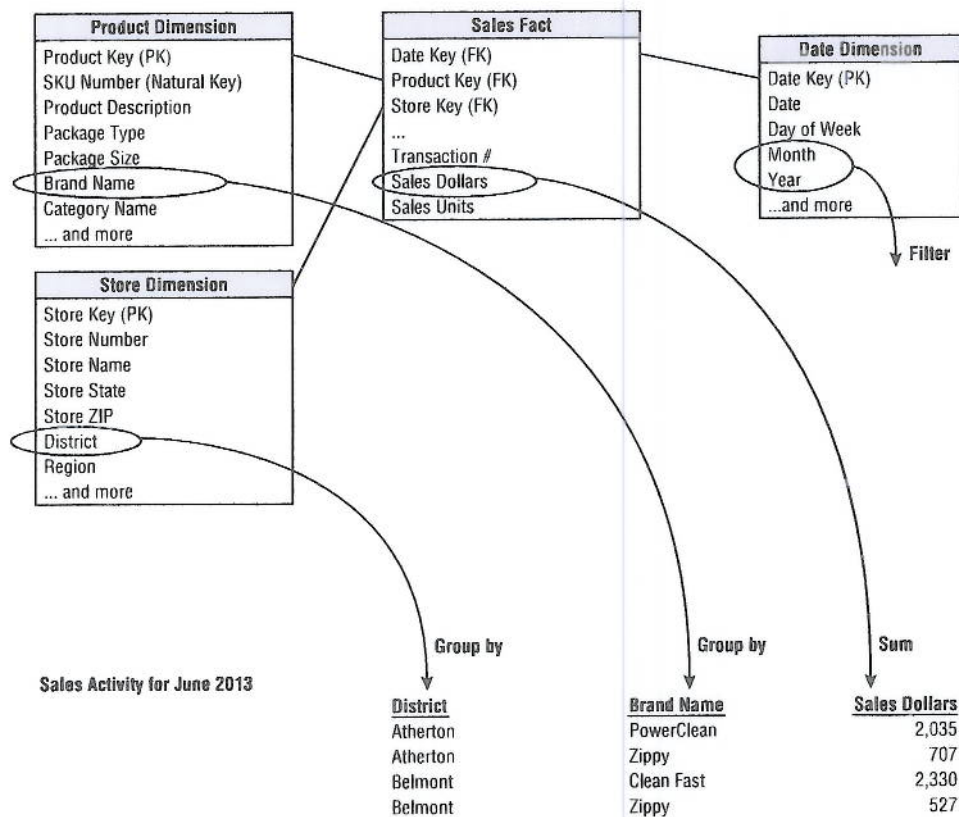 Product Dimension
Product Key (PK)
SKU Number (Natural Key)
Product Description
Package Type
Package Size
Brand Name
Category Name
... and more
Sales Fact
Date Key (FK)
Product Key (FK)
Store Key (FK)
...
Transaction #
Sales Dollars
Sales Units
Date Dimension
Date Key (PK)
Date
Day of Week
Month
Year
...and more
Filter
Store Dimension
Store Key (PK)
Store Number
Store Name
Store State
Store ZIP
District
Region
... and more
Group by
Group by
Sum
Sales Activity for June 2013
District Brand Name Sales Dollars
Atherton PowerClean 2,035
Atherton Zippy 707
Belmont Clean Fast 2,330
Belmont Zippy 527